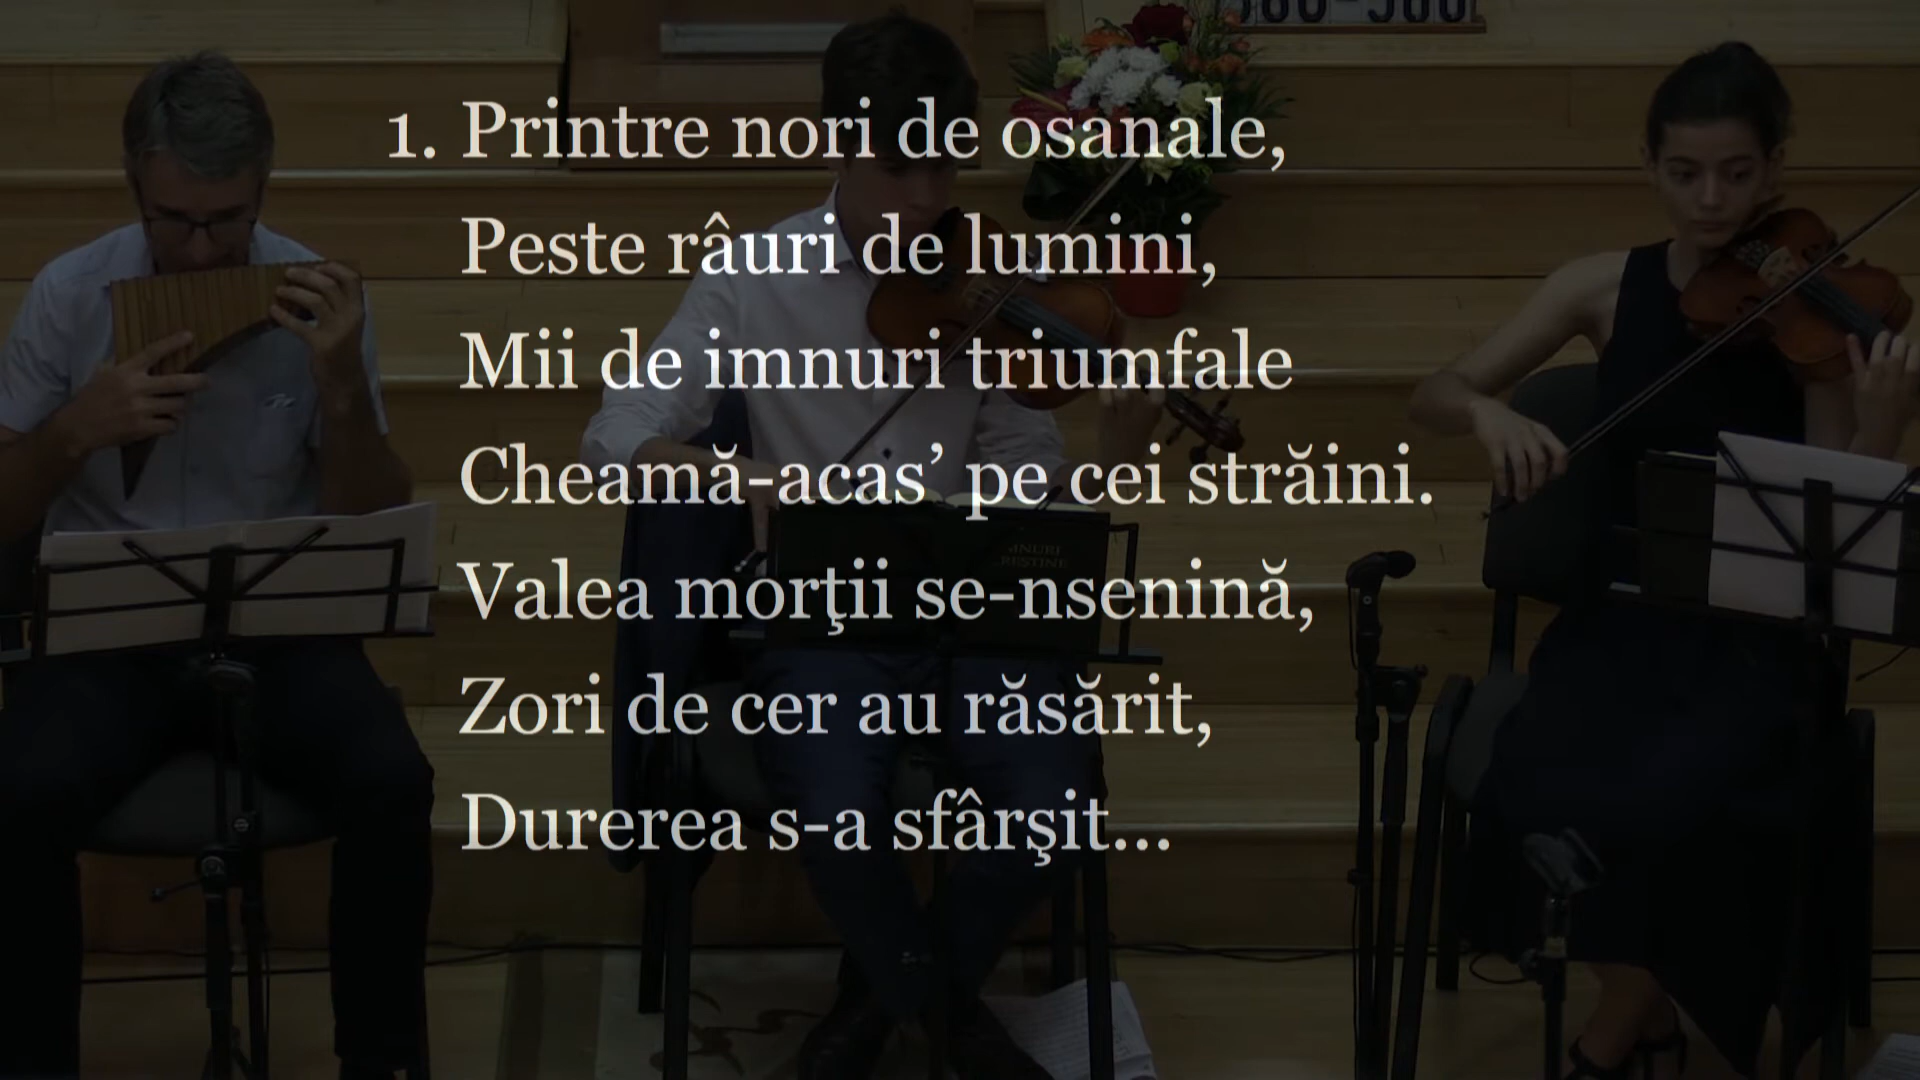 1. Printre nori de osanale,
Peste râuri de lumini,
Mii de imnuri triumfale
Cheamă-acas’ pe cei străini.
Valea morţii se-nsenină,
Zori de cer au răsărit,
Durerea s-a sfârşit...